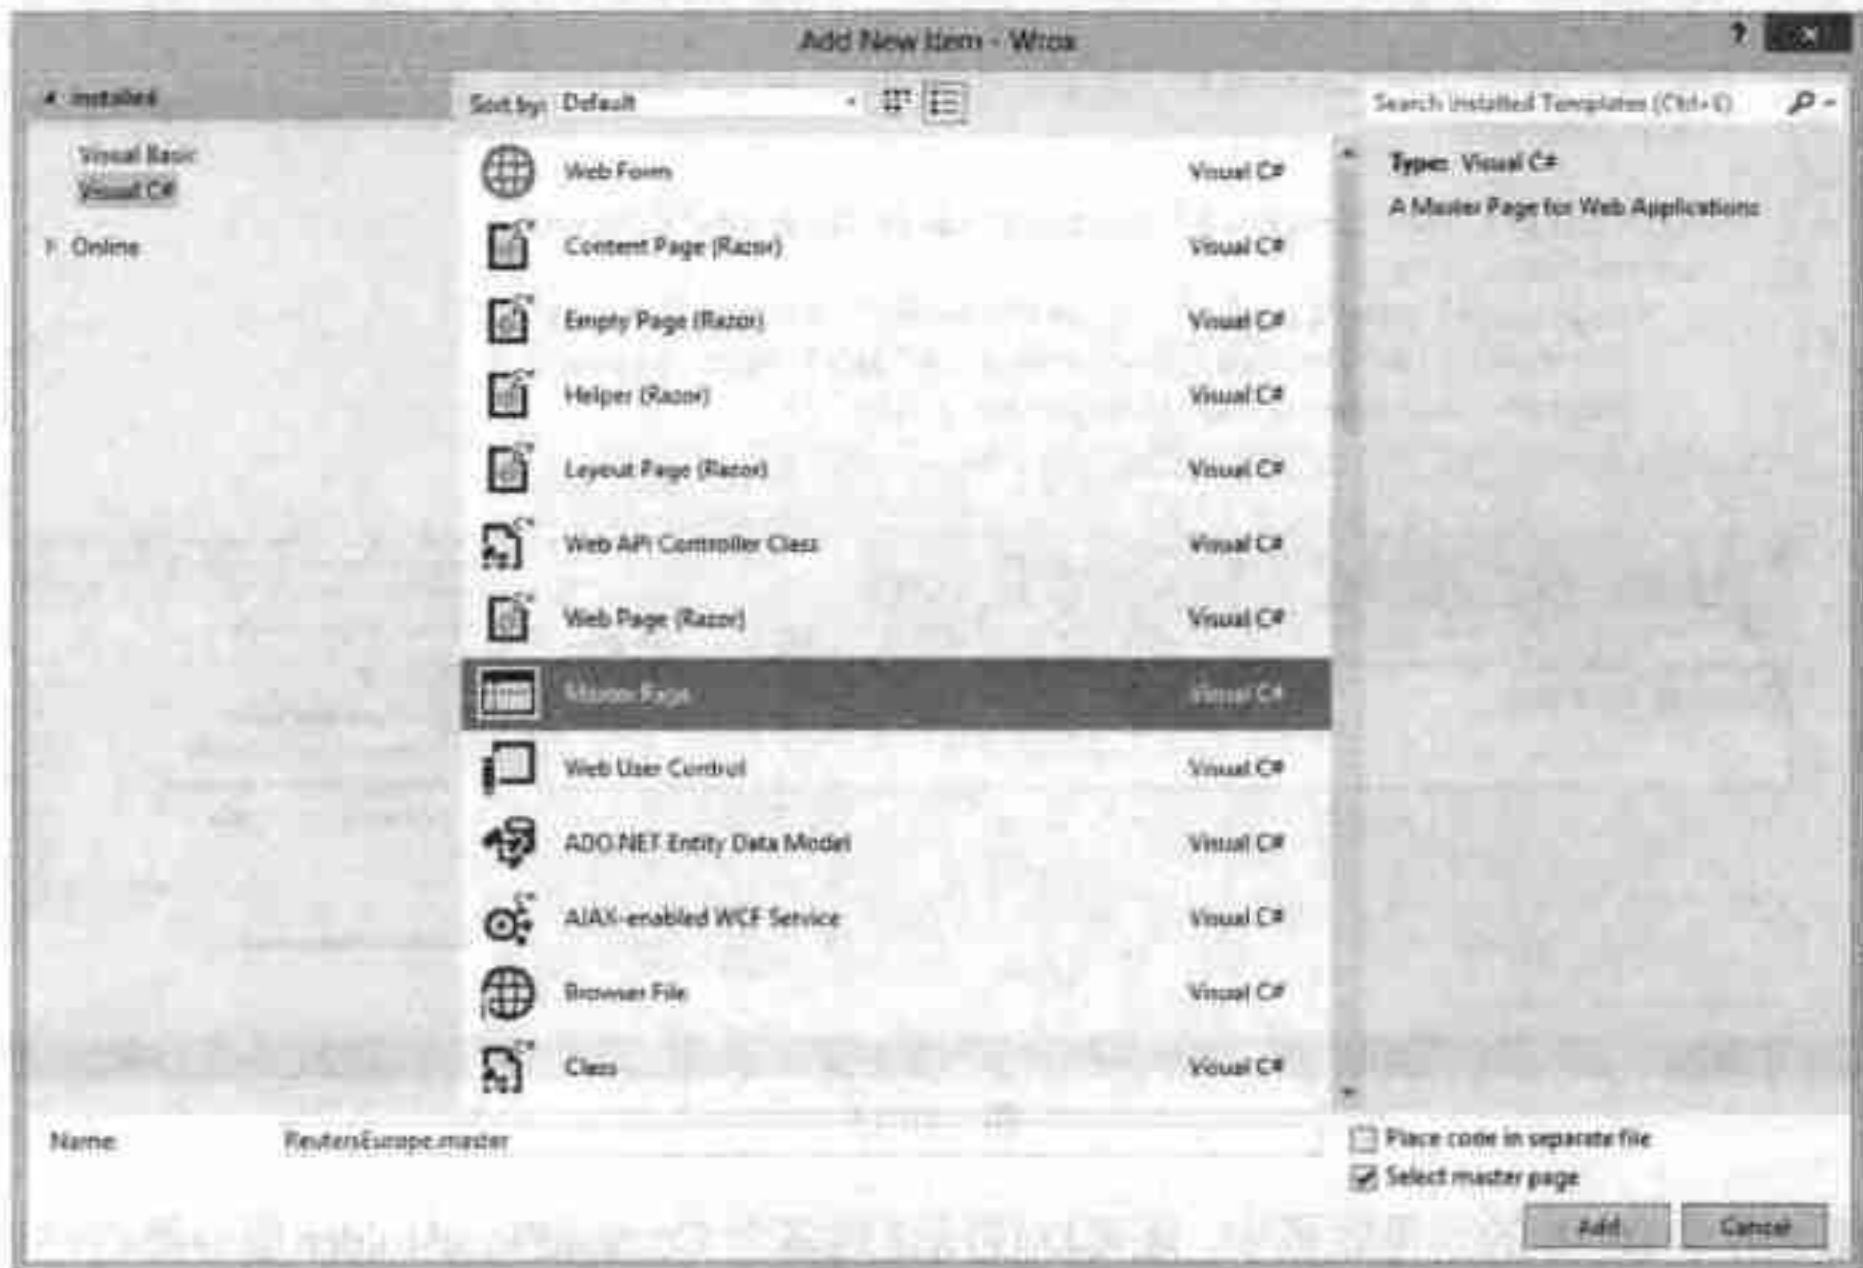 Add New Item - Wrox
?
Installed
Visual Basic
Visual C#
Online
Sort by: Default
Web Form Visual C#
Content Page (Razor) Visual C#
Empty Page (Razor) Visual C#
Helper (Razor) Visual C#
Layout Page (Razor) Visual C#
Web API Controller Class Visual C#
Web Page (Razor) Visual C#
Master Page Visual C#
Web User Control Visual C#
ADO.NET Entity Data Model Visual C#
AJAX-enabled WCF Service Visual C#
Browser File Visual C#
Class Visual C#
Search Installed Templates (Ctrl+E)
Type: Visual C#
A Master Page for Web Applications
Name: ReutersEurope.master
Place code in separate file
Select master page
Add
Cancel